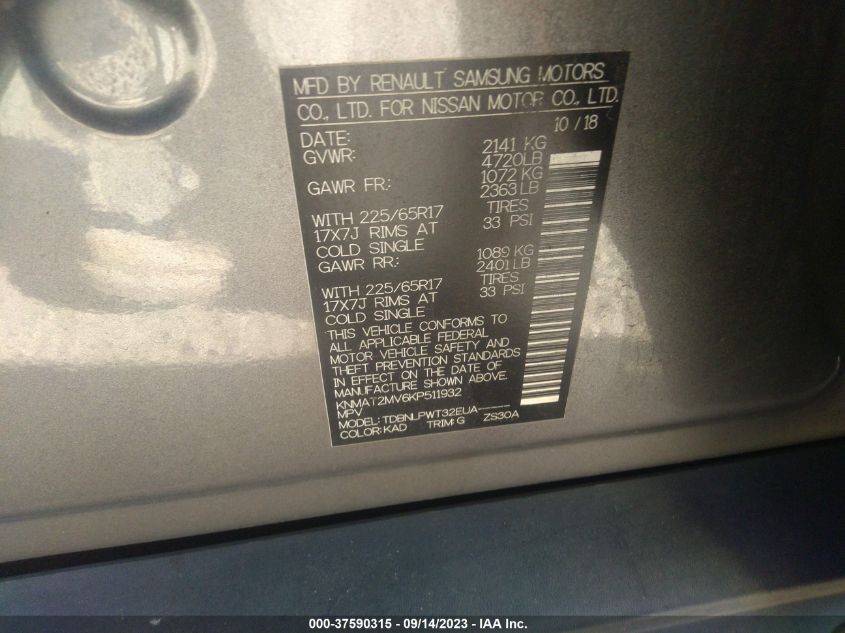 MFD BY RENAULT SAMSUNG MOTORS
CO., LTD. FOR NISSAN MOTOR CO., LTD.
10 / 18
DATE:
GVWR: 2141 KG
4720LB
GAWR FR.: 1072 KG
2363 LB
WITH 225/65R17 TIRES
17X7J RIMS AT 33 PSI
COLD SINGLE
GAWR RR.: 1089 KG
2401 LB
WITH 225/65R17 TIRES
17X7J RIMS AT 33 PSI
COLD SINGLE
THIS VEHICLE CONFORMS TO
ALL APPLICABLE FEDERAL
MOTOR VEHICLE SAFETY AND
THEFT PREVENTION STANDARDS
IN EFFECT ON THE DATE OF
MANUFACTURE SHOWN ABOVE.
KNMAT2MV6KP511932
MPV
MODEL: TDBNLPWT32EUA-----
COLOR: KAD TRIM: G ZS30A
000-37590315 - 09/14/2023 - IAA Inc.